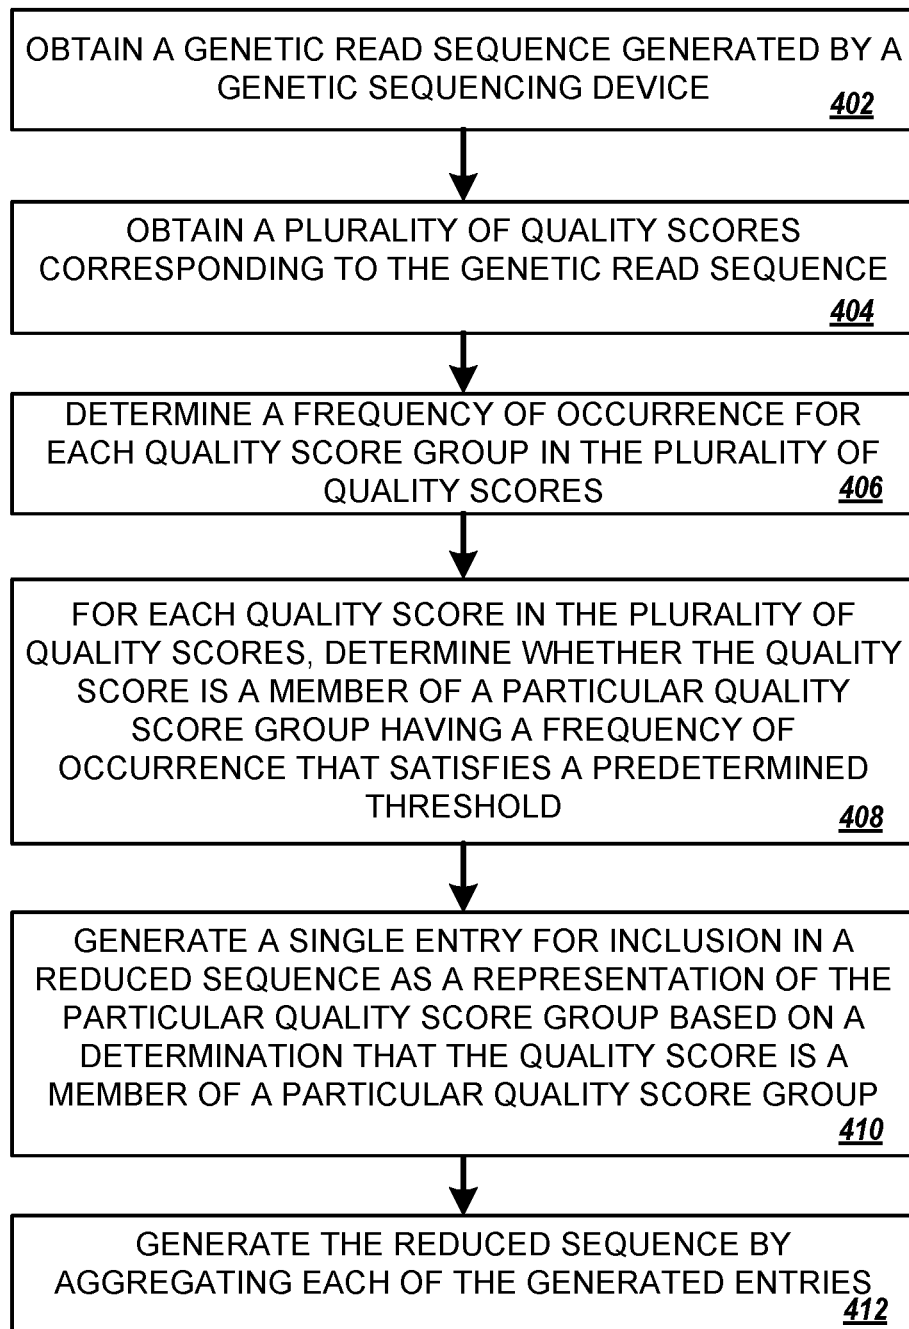 OBTAIN A GENETIC READ SEQUENCE GENERATED BY A
GENETIC SEQUENCING DEVICE
402
OBTAIN A PLURALITY OF QUALITY SCORES
CORRESPONDING TO THE GENETIC READ SEQUENCE
404
DETERMINE A FREQUENCY OF OCCURRENCE FOR
EACH QUALITY SCORE GROUP IN THE PLURALITY OF
QUALITY SCORES
406
FOR EACH QUALITY SCORE IN THE PLURALITY OF
QUALITY SCORES, DETERMINE WHETHER THE QUALITY
SCORE IS A MEMBER OF A PARTICULAR QUALITY
SCORE GROUP HAVING A FREQUENCY OF
OCCURRENCE THAT SATISFIES A PREDETERMINED
THRESHOLD
408
GENERATE A SINGLE ENTRY FOR INCLUSION IN A
REDUCED SEQUENCE AS A REPRESENTATION OF THE
PARTICULAR QUALITY SCORE GROUP BASED ON A
DETERMINATION THAT THE QUALITY SCORE IS A
MEMBER OF A PARTICULAR QUALITY SCORE GROUP
410
GENERATE THE REDUCED SEQUENCE BY
AGGREGATING EACH OF THE GENERATED ENTRIES
412